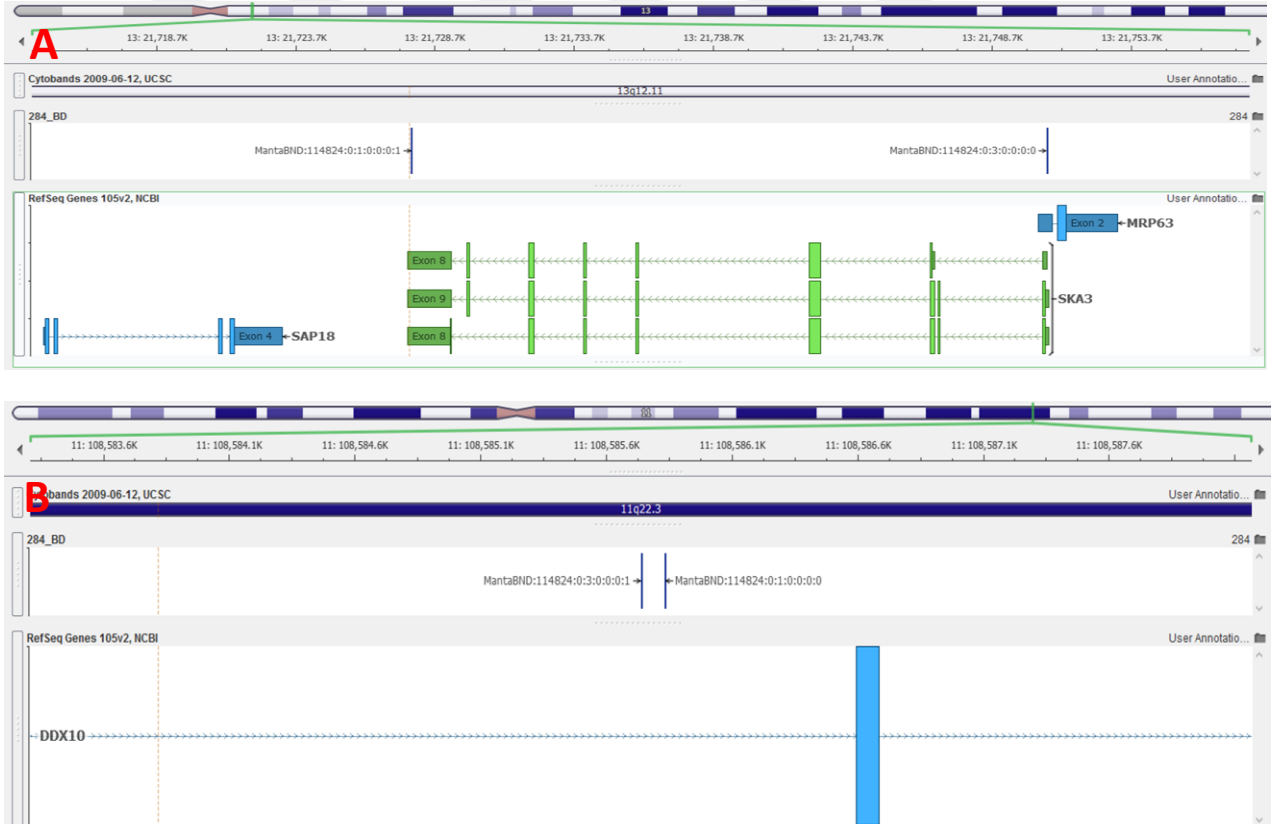 13
A
13: 21,718.7K 13: 21,723.7K 13: 21,728.7K 13: 21,733.7K 13: 21,738.7K 13: 21,743.7K 13: 21,748.7K 13: 21,753.7K
Cytobands 2009-06-12, UCSC User Annotatio...
13q12.11
284_BD 284
MantaBND:114824:0:1:0:0:0:1 MantaBND:114824:0:3:0:0:0:0
RefSeq Genes 105v2, NCBI User Annotatio...
Exon 2 MRP63
Exon 8
Exon 9 SKA3
Exon 4 SAP18 Exon 8
11
11: 108,583.6K 11: 108,584.1K 11: 108,584.6K 11: 108,585.1K 11: 108,585.6K 11: 108,586.1K 11: 108,586.6K 11: 108,587.1K 11: 108,587.6K
B
bands 2009-06-12, UCSC User Annotatio...
11q22.3
284_BD 284
MantaBND:114824:0:3:0:0:0:1 MantaBND:114824:0:1:0:0:0:0
RefSeq Genes 105v2, NCBI User Annotatio...
DDX10